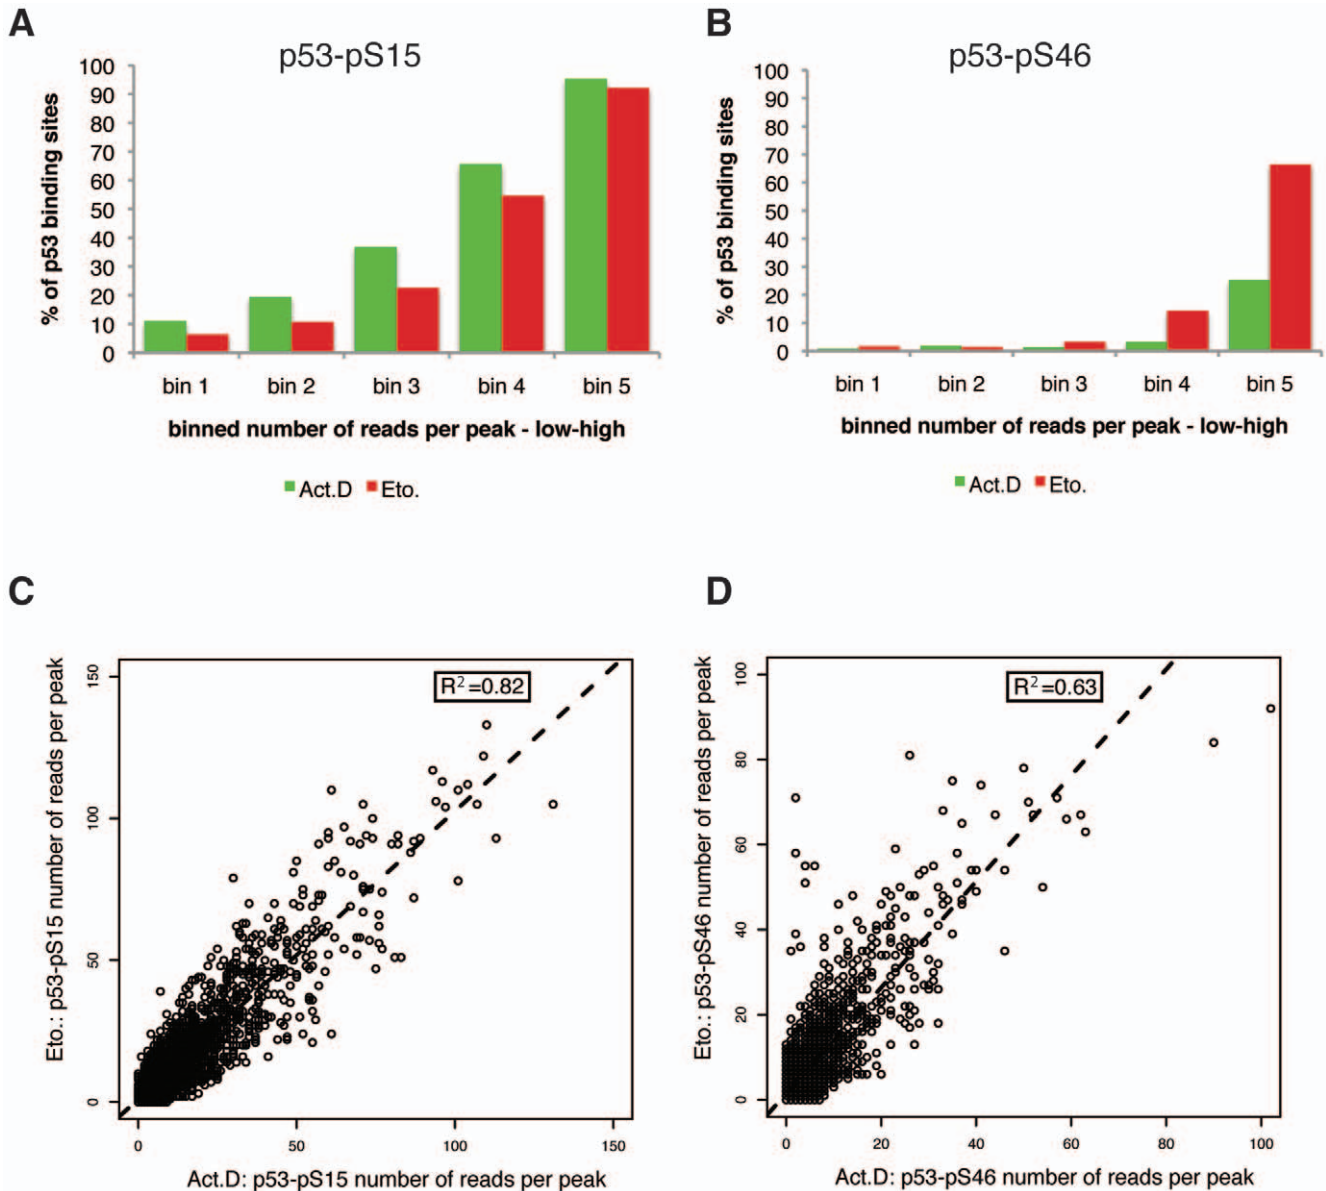 A
p53-pS15
% of p53 binding sites
100
90
80
70
60
50
40
30
20
10
0
bin 1 bin 2 bin 3 bin 4 bin 5
binned number of reads per peak - low-high
Act.D Eto.
B
p53-pS46
% of p53 binding sites
100
90
80
70
60
50
40
30
20
10
0
bin 1 bin 2 bin 3 bin 4 bin 5
binned number of reads per peak - low-high
Act.D Eto.
C
Eto.: p53-pS15 number of reads per peak
150
100
50
0
R²=0.82
0 50 100 150
Act.D: p53-pS15 number of reads per peak
D
Eto.: p53-pS46 number of reads per peak
100
80
60
40
20
0
R²=0.63
0 20 40 60 80 100
Act.D: p53-pS46 number of reads per peak